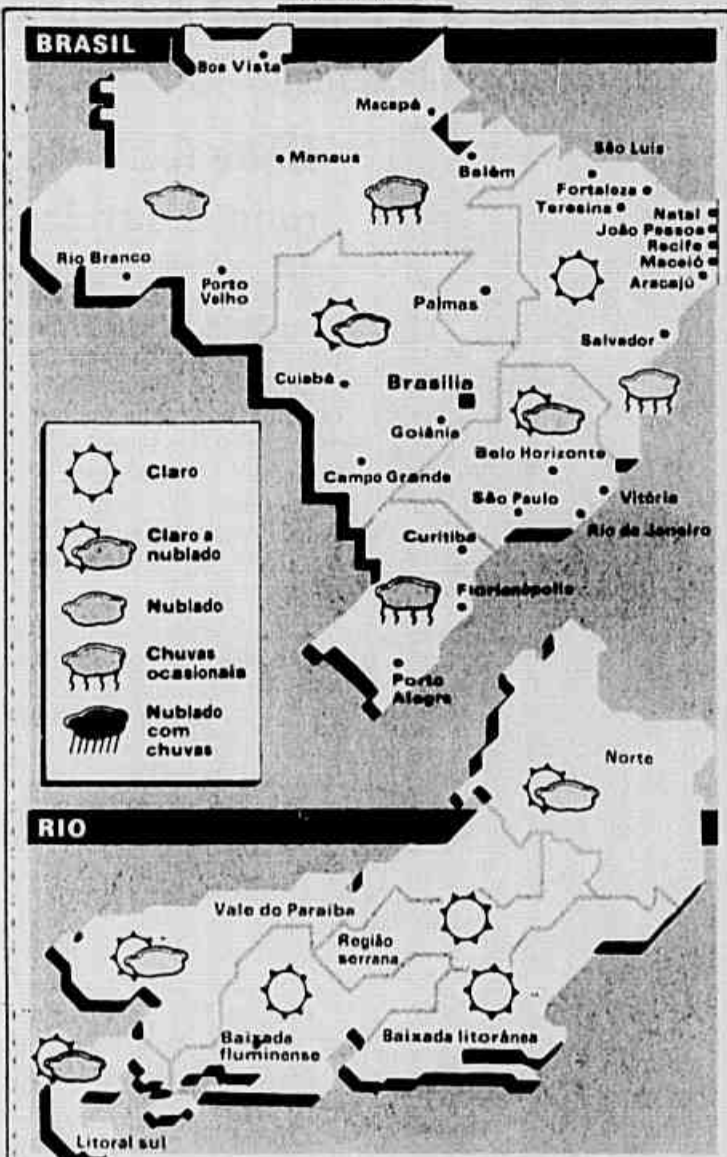 BRASIL
Boa Vista
Macapá
Manaus
Belém
São Luis
Fortaleza
Teresina
Natal
João Pessoa
Recife
Maceió
Aracajú
Rio Branco
Porto
Velho
Palmas
Salvador
Cuiabá
Brasília
Goiânia
Belo Horizonte
Campo Grande
São Paulo
Vitória
Rio de Janeiro
Curitiba
Florianópolis
Porto
Alegre
Claro
Claro a
nublado
Nublado
Chuvas
ocasionais
Nublado
com
chuvas
RIO
Norte
Vale do Paraíba
Região
serrana
Baixada
fluminense
Baixada litorânea
Litoral sul